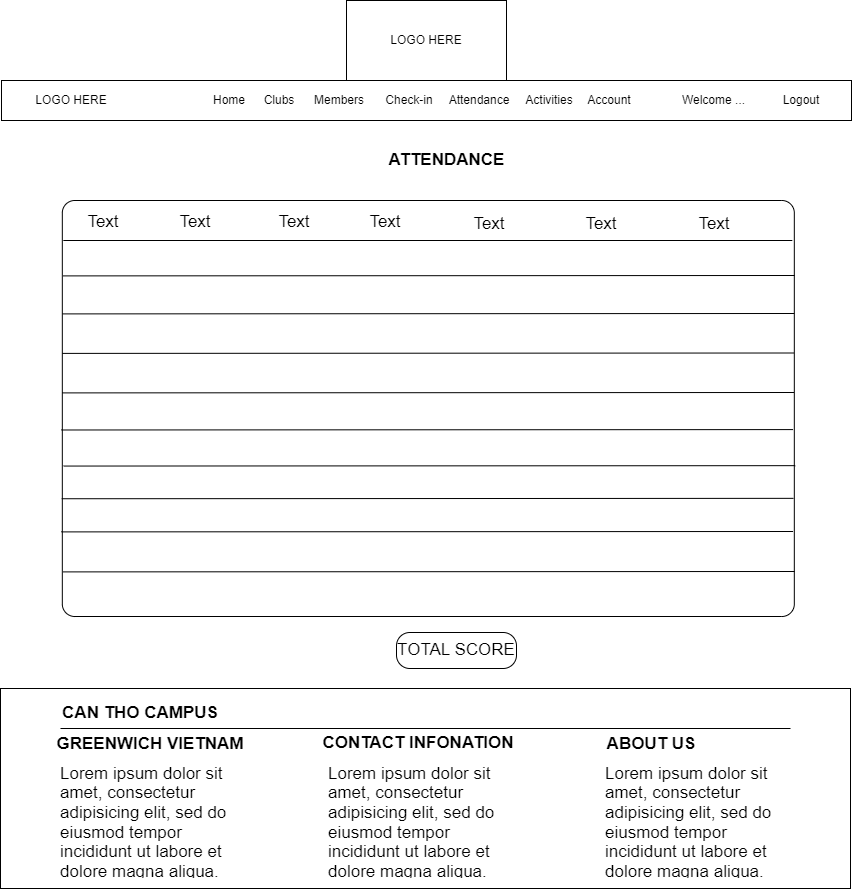 LOGO HERE
LOGO HERE Home Clubs Members Check-in Attendance Activities Account Welcome ... Logout
ATTENDANCE
Text Text Text Text Text Text Text
TOTAL SCORE
CAN THO CAMPUS
GREENWICH VIETNAM
Lorem ipsum dolor sit
amet, consectetur
adipisicing elit, sed do
eiusmod tempor
incididunt ut labore et
dolore magna aliqua.
CONTACT INFONATION
Lorem ipsum dolor sit
amet, consectetur
adipisicing elit, sed do
eiusmod tempor
incididunt ut labore et
dolore magna aliqua.
ABOUT US
Lorem ipsum dolor sit
amet, consectetur
adipisicing elit, sed do
eiusmod tempor
incididunt ut labore et
dolore magna aliqua.